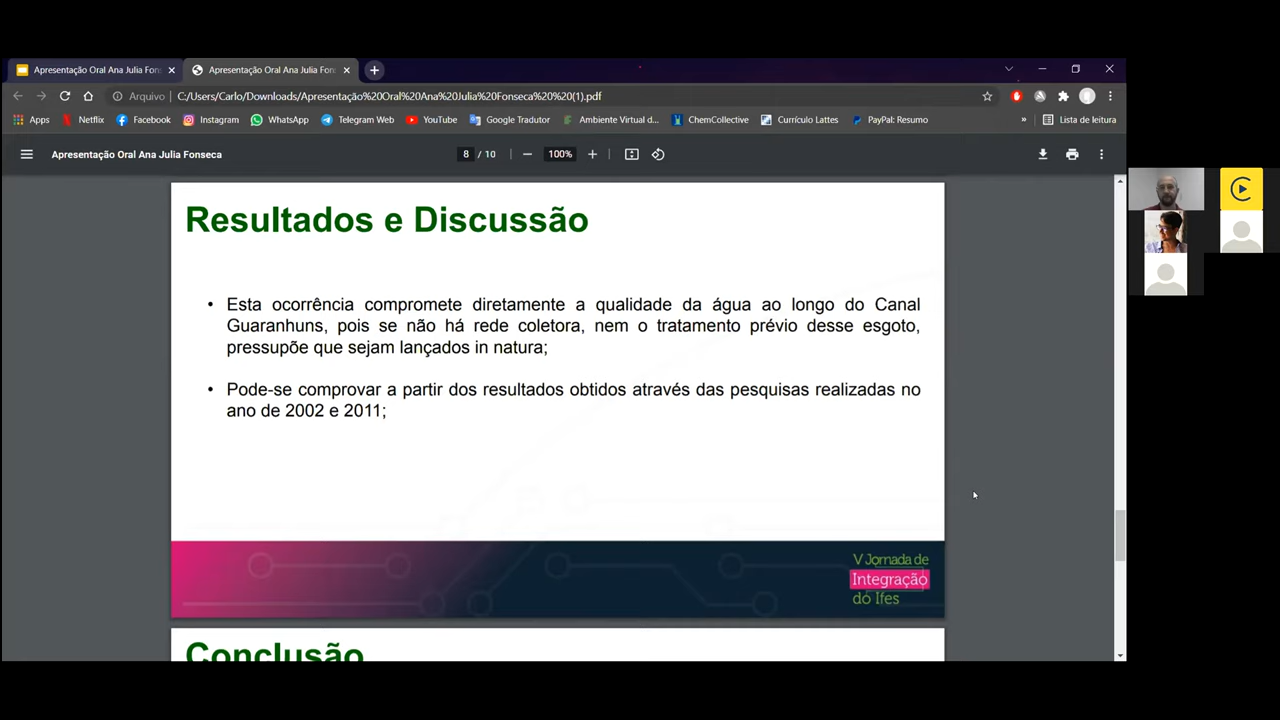 Apresentação Oral Ana Julia Fon
Apresentação Oral Ana Julia Fon
Arquivo
C:/Users/Carlo/Downloads/Apresentação%20Oral%20Ana%20Julia%20Fonseca%20%20(1).pdf
Apps
Netflix
Facebook
Instagram
WhatsApp
Telegram Web
YouTube
Google Tradutor
Ambiente Virtual d...
ChemCollective
Currículo Lattes
PayPal: Resumo
»
Lista de leitura
Apresentação Oral Ana Julia Fonseca
8 / 10
100%
Resultados e Discussão
• Esta ocorrência compromete diretamente a qualidade da água ao longo do Canal
Guaranhuns, pois se não há rede coletora, nem o tratamento prévio desse esgoto,
pressupõe que sejam lançados in natura;
• Pode-se comprovar a partir dos resultados obtidos através das pesquisas realizadas no
ano de 2002 e 2011;
V Jornada de
Integração
do Ifes
Conclusão